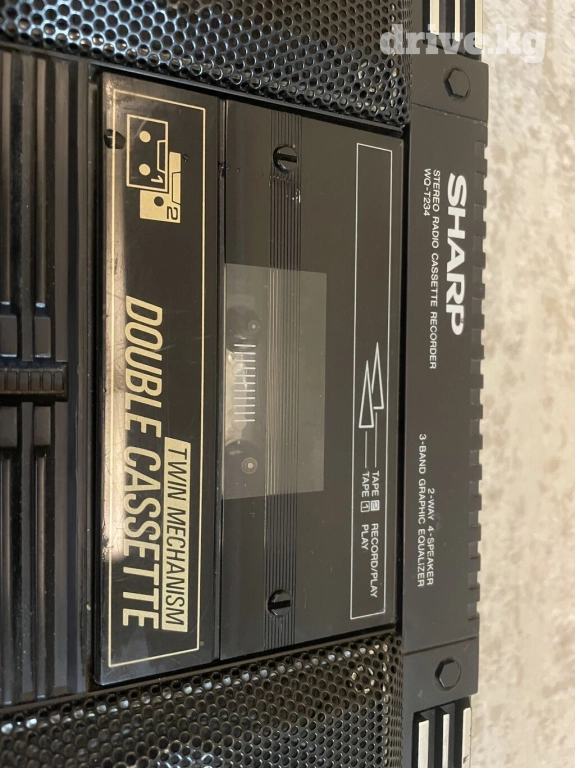 drive.kg
SHARP
STEREO RADIO CASSETTE RECORDER
WQ-T234
2-WAY 4-SPEAKER
3-BAND GRAPHIC EQUALIZER
TAPE 2 RECORD/PLAY
TAPE 1 PLAY
1
2
TWIN MECHANISM
DOUBLE CASSETTE